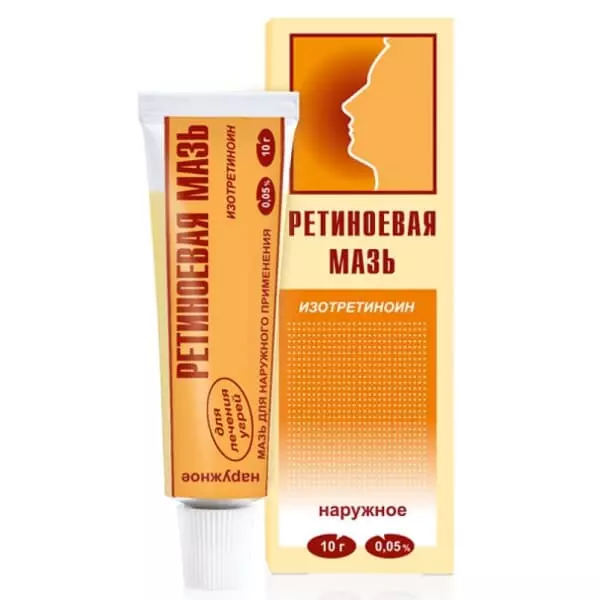 РЕТИНОЕВАЯ МАЗЬ
ИЗОТРЕТИНОИН
0,05% 10 г
МАЗЬ ДЛЯ НАРУЖНОГО ПРИМЕНЕНИЯ
для
лечения
угрей
наружное
РЕТИНОЕВАЯ
МАЗЬ
ИЗОТРЕТИНОИН
наружное
10 г 0,05%